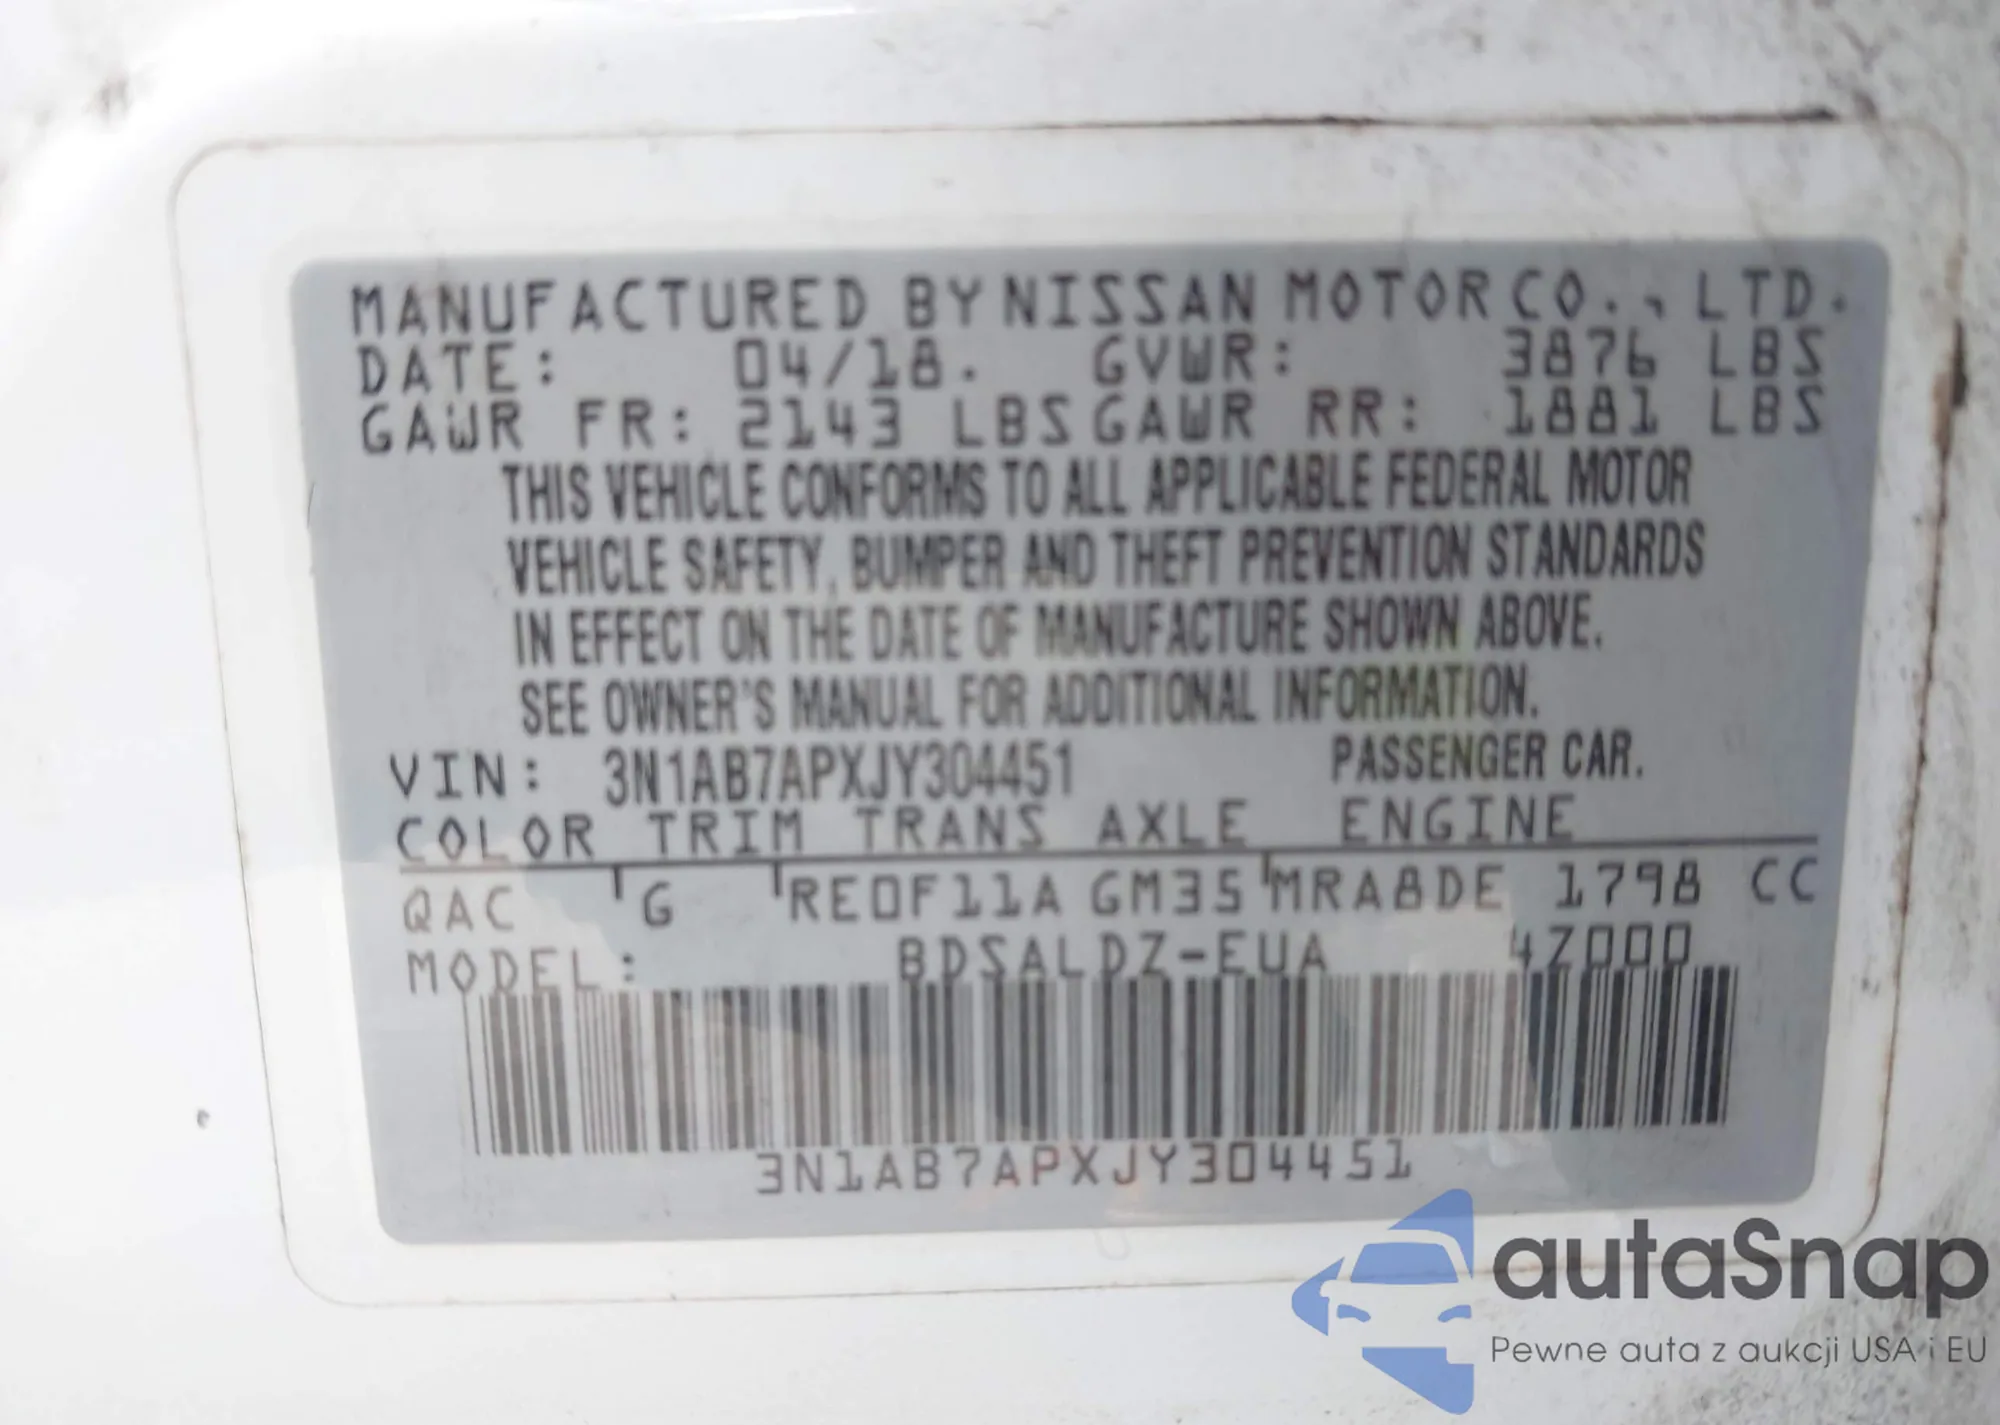 MANUFACTURED BY NISSAN MOTOR CO., LTD.
DATE: 04/18. GVWR: 3876 LBS
GAWR FR: 2143 LBS GAWR RR: 1881 LBS
THIS VEHICLE CONFORMS TO ALL APPLICABLE FEDERAL MOTOR
VEHICLE SAFETY, BUMPER AND THEFT PREVENTION STANDARDS
IN EFFECT ON THE DATE OF MANUFACTURE SHOWN ABOVE.
SEE OWNER'S MANUAL FOR ADDITIONAL INFORMATION.
VIN: 3N1AB7APXJY304451 PASSENGER CAR.
COLOR TRIM TRANS AXLE ENGINE
QAC G RE0F11A GM35 MRA8DE 1798 CC
MODEL: BDSALDZ-EUA 4Z000
3N1AB7APXJY304451
autaSnap
Pewne auta z aukcji USA i EU